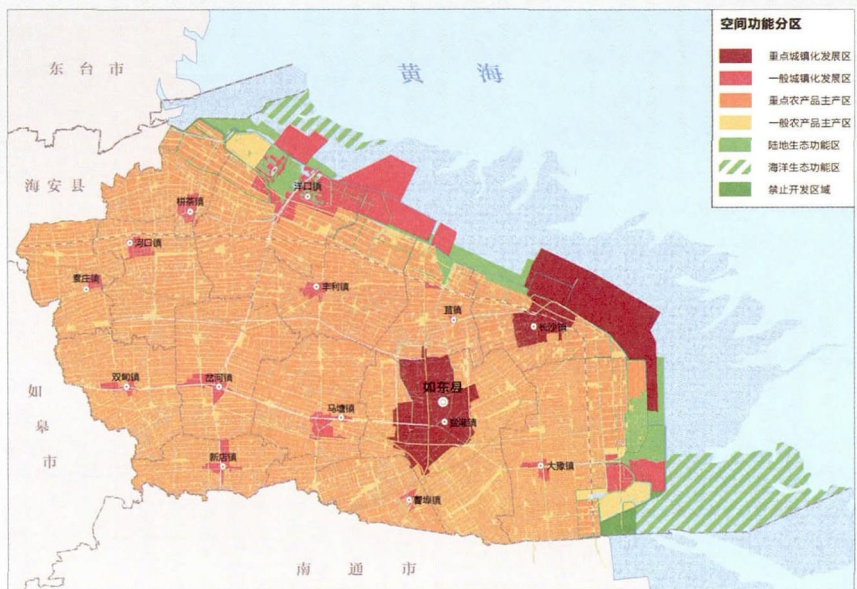 空间功能分区
重点城镇化发展区
一般城镇化发展区
重点农产品主产区
一般农产品主产区
陆地生态功能区
海洋生态功能区
禁止开发区域
东台市
黄海
海安县
洋口镇
栟茶镇
河口镇
袁庄镇
丰利镇
苴镇
长沙镇
双甸镇
岔河镇
如东县
如皋市
马塘镇
掘港镇
新店镇
大豫镇
曹埠镇
南通市